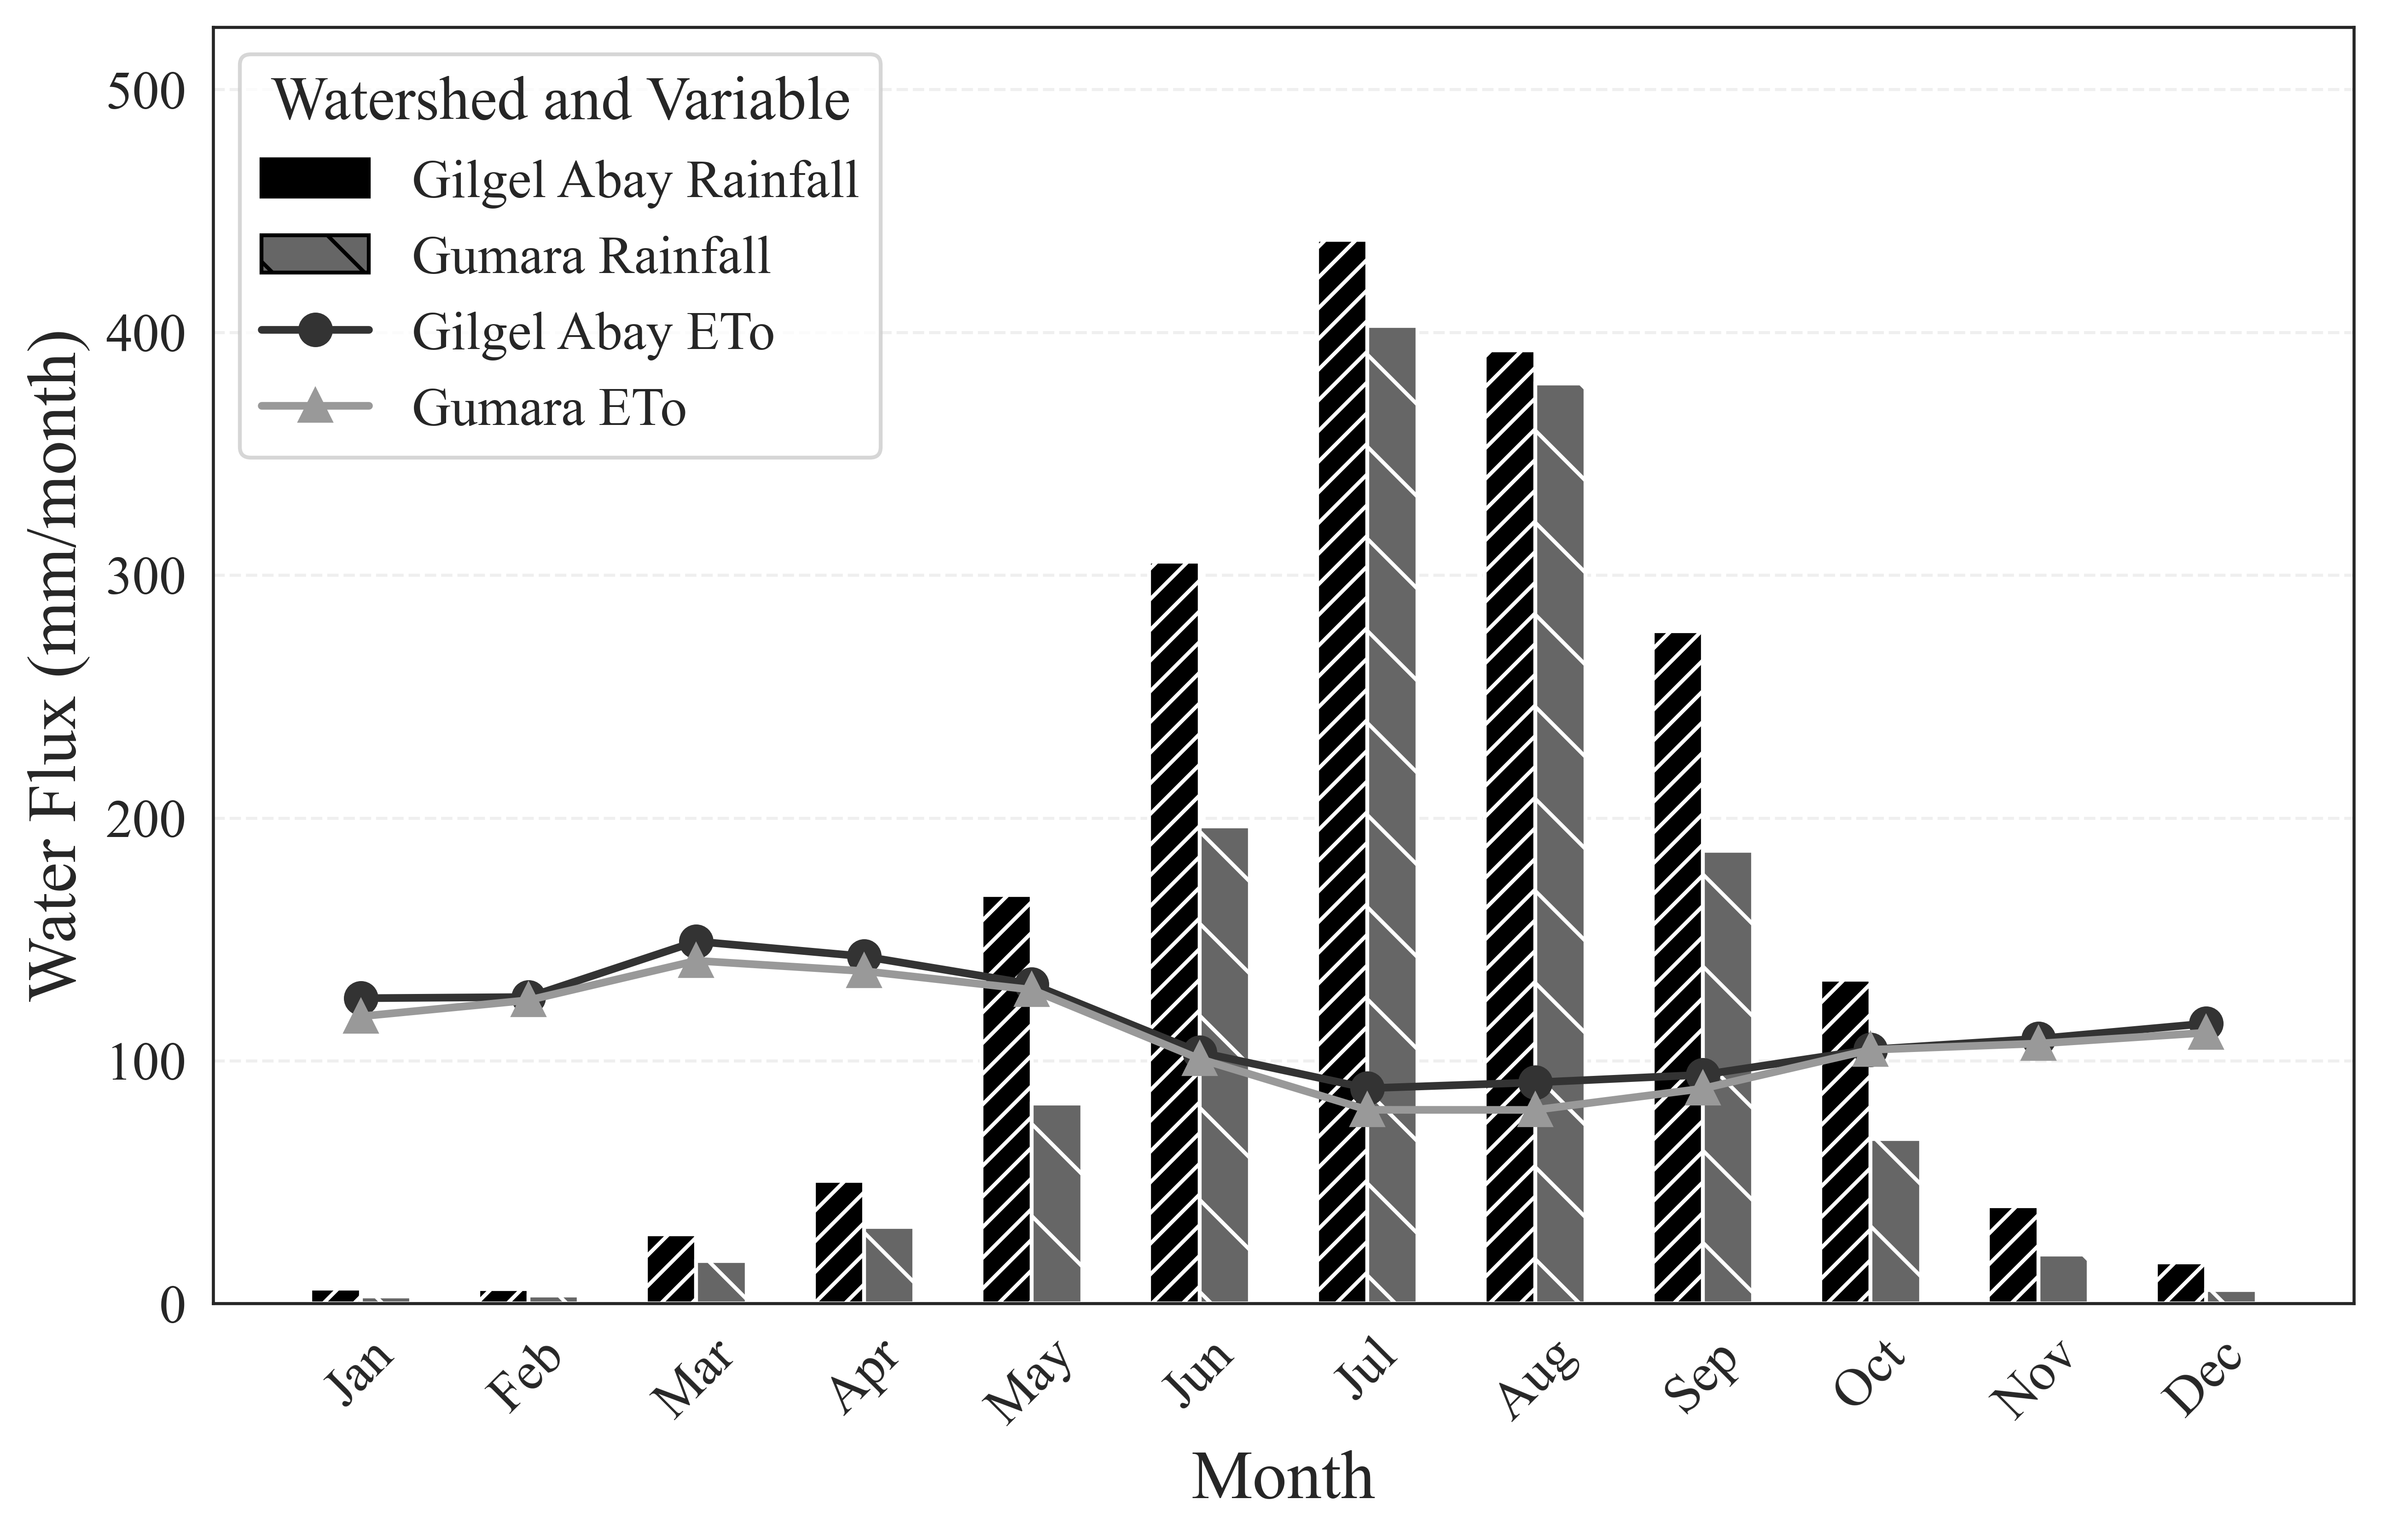 Water Flux (mm/month)
500
400
300
200
100
0
Watershed and Variable
Gilgel Abay Rainfall
Gumara Rainfall
Gilgel Abay ETo
Gumara ETo
Jan
Feb
Mar
Apr
May
Jun
Jul
Aug
Sep
Oct
Nov
Dec
Month